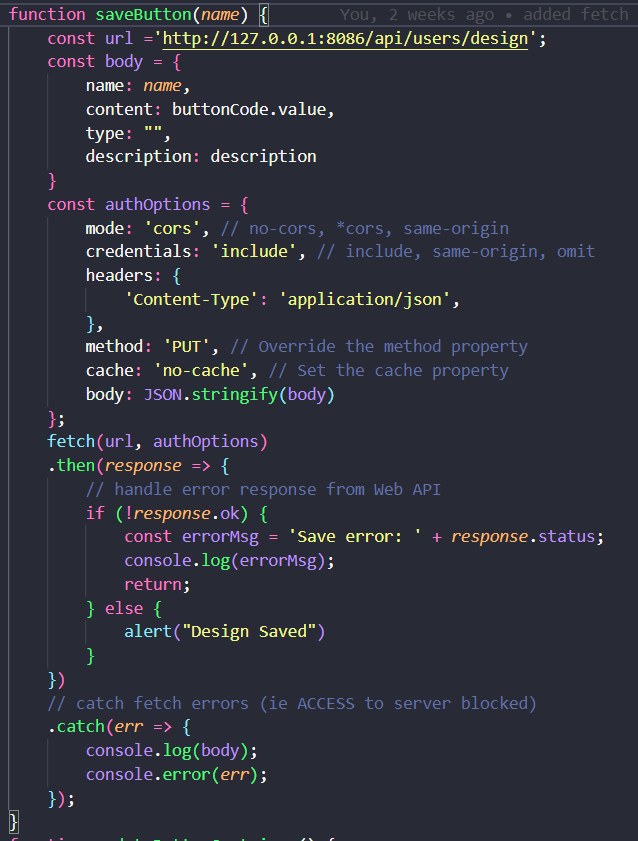 function saveButton(name) { You, 2 weeks ago • added fetch
const url ='http://127.0.0.1:8086/api/users/design';
const body = {
name: name,
content: buttonCode.value,
type: "",
description: description
}
const authOptions = {
mode: 'cors', // no-cors, *cors, same-origin
credentials: 'include', // include, same-origin, omit
headers: {
'Content-Type': 'application/json',
},
method: 'PUT', // Override the method property
cache: 'no-cache', // Set the cache property
body: JSON.stringify(body)
};
fetch(url, authOptions)
.then(response => {
// handle error response from Web API
if (!response.ok) {
const errorMsg = 'Save error: ' + response.status;
console.log(errorMsg);
return;
} else {
alert("Design Saved")
}
})
// catch fetch errors (ie ACCESS to server blocked)
.catch(err => {
console.log(body);
console.error(err);
});
}